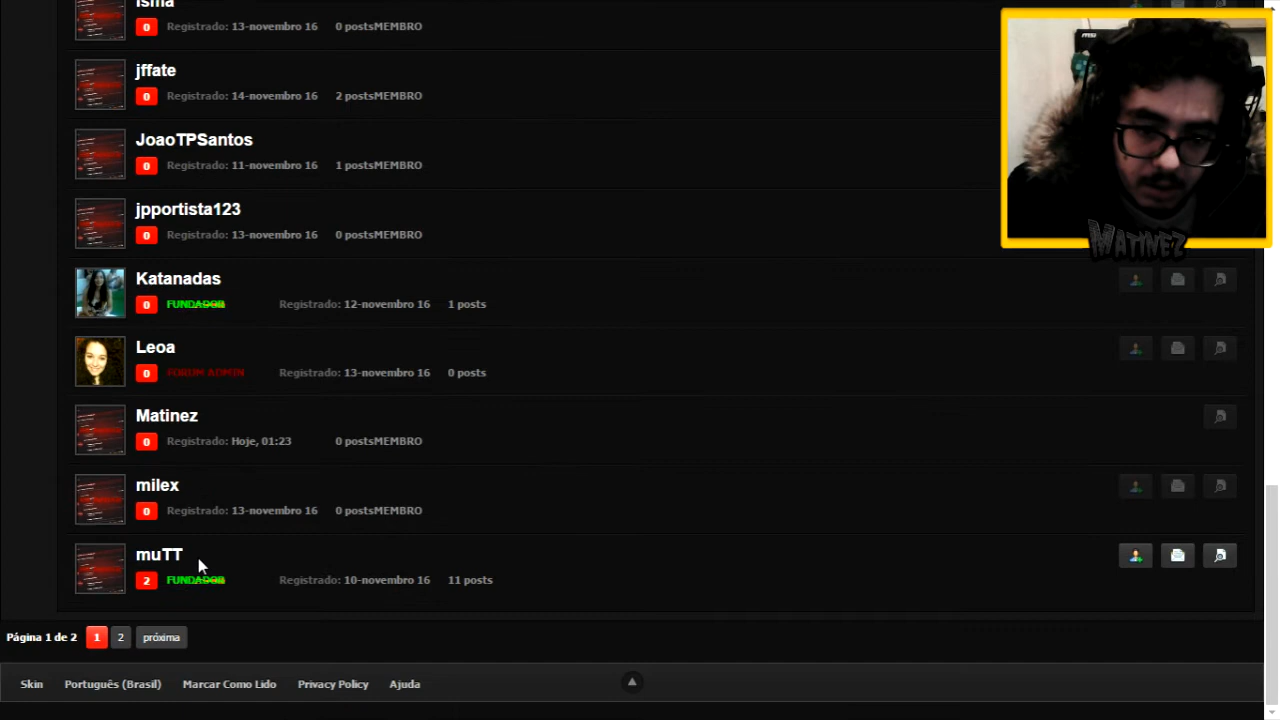 Isma
0 Registrado: 13-novembro 16 0 postsMEMBRO
jffate
0 Registrado: 14-novembro 16 2 postsMEMBRO
JoaoTPSantos
0 Registrado: 11-novembro 16 1 postsMEMBRO
jpportista123
0 Registrado: 13-novembro 16 0 postsMEMBRO
MATINEZ
Katanadas
0 FUNDADOR Registrado: 12-novembro 16 1 posts
Leoa
0 FORUM ADMIN Registrado: 13-novembro 16 0 posts
Matinez
0 Registrado: Hoje, 01:23 0 postsMEMBRO
milex
0 Registrado: 13-novembro 16 0 postsMEMBRO
muTT
2 FUNDADOR Registrado: 10-novembro 16 11 posts
Página 1 de 2 1 2 próxima
Skin Português (Brasil) Marcar Como Lido Privacy Policy Ajuda